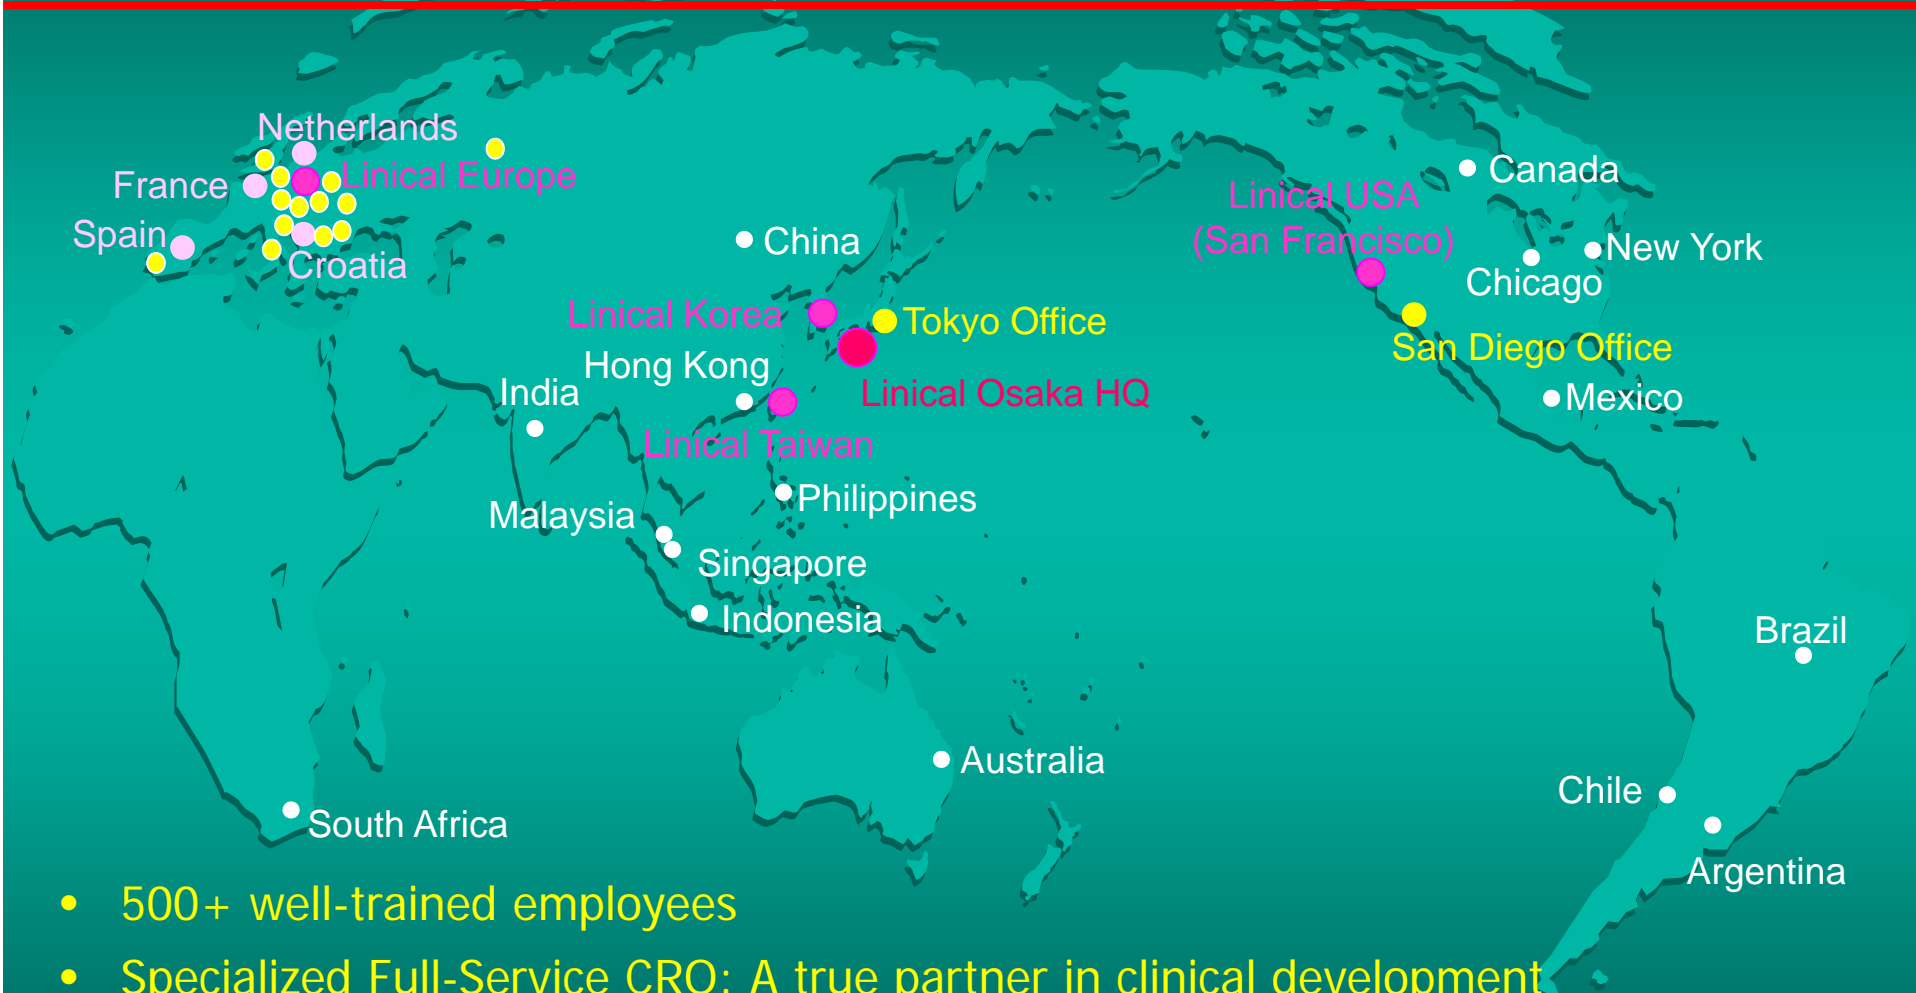 Netherlands
Linical Europe
France
Spain
Croatia
China
Canada
Linical USA
(San Francisco)
New York
Chicago
Linical Korea
Tokyo Office
San Diego Office
Hong Kong
India
Linical Osaka HQ
Mexico
Linical Taiwan
Philippines
Malaysia
Singapore
Indonesia
Brazil
Australia
Chile
South Africa
Argentina
• 500+ well-trained employees
• Specialized Full-Service CRO: A true partner in clinical development